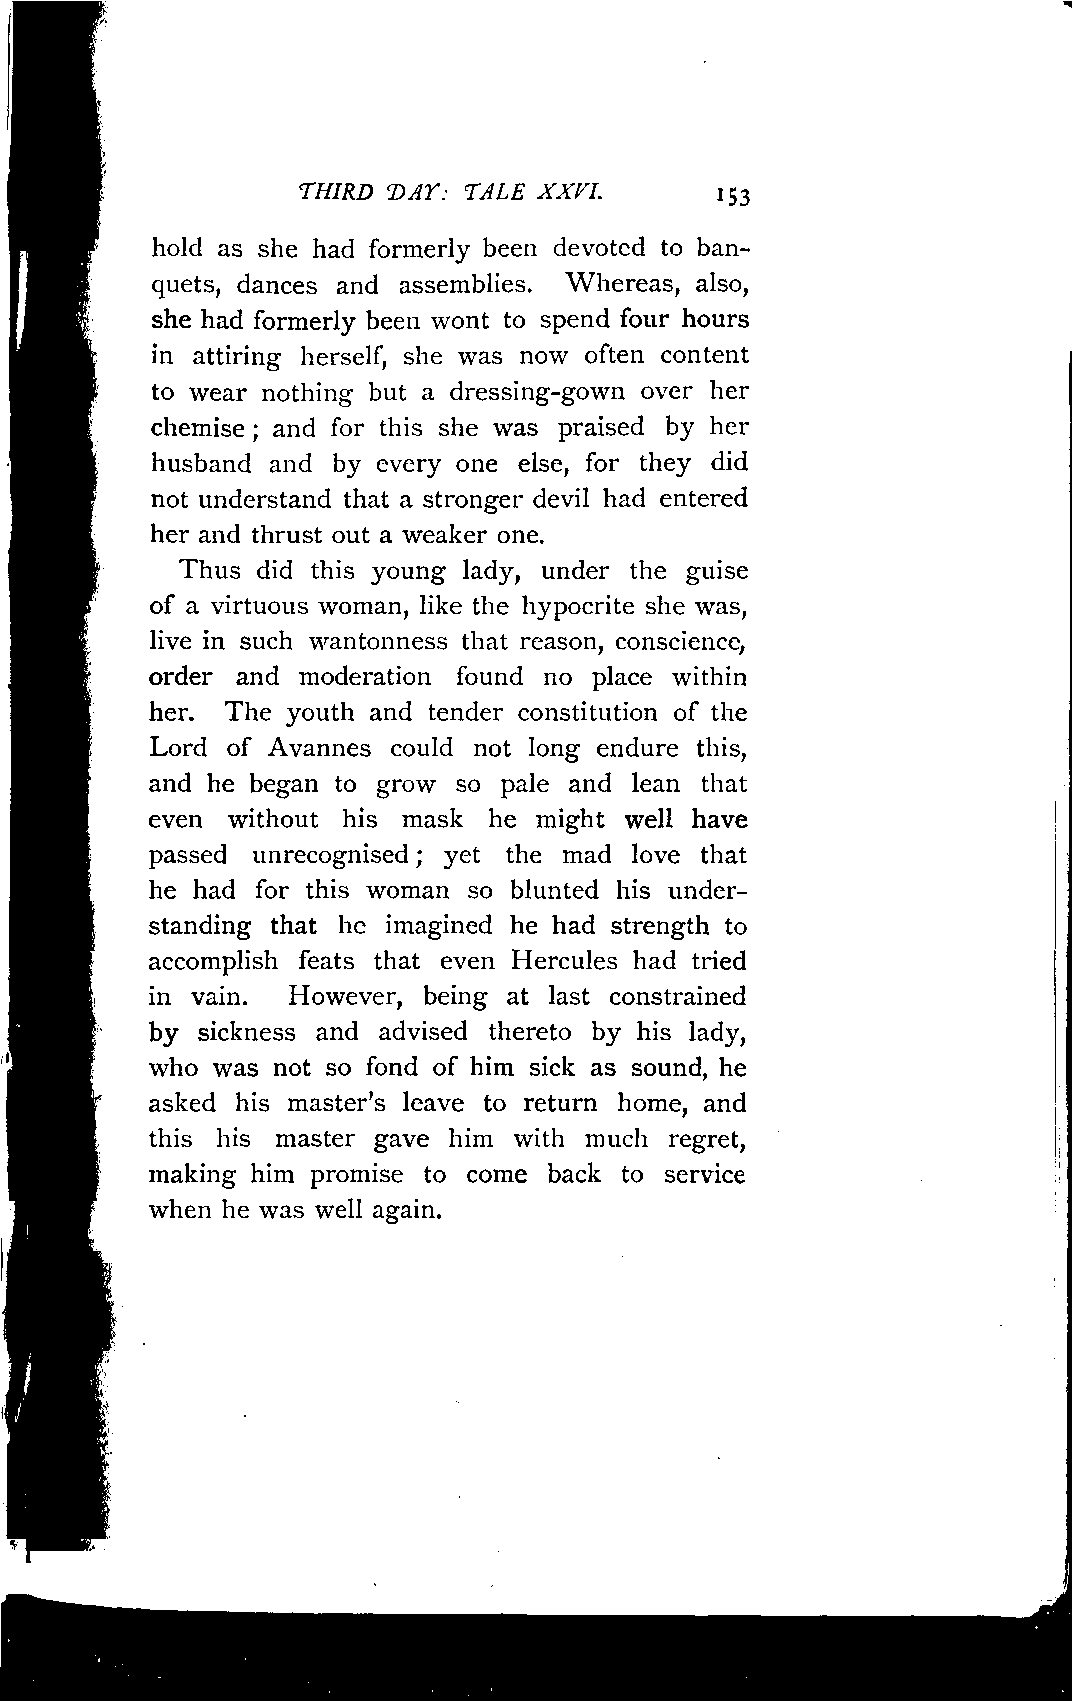 THIRD DAY: TALE XXVI. 153
hold as she had formerly been devoted to ban-
quets, dances and assemblies. Whereas, also,
she had formerly been wont to spend four hours
in attiring herself, she was now often content
to wear nothing but a dressing-gown over her
chemise; and for this she was praised by her
husband and by every one else, for they did
not understand that a stronger devil had entered
her and thrust out a weaker one.
Thus did this young lady, under the guise
of a virtuous woman, like the hypocrite she was,
live in such wantonness that reason, conscience,
order and moderation found no place within
her. The youth and tender constitution of the
Lord of Avannes could not long endure this,
and he began to grow so pale and lean that
even without his mask he might well have
passed unrecognised; yet the mad love that
he had for this woman so blunted his under-
standing that he imagined he had strength to
accomplish feats that even Hercules had tried
in vain. However, being at last constrained
by sickness and advised thereto by his lady,
who was not so fond of him sick as sound, he
asked his master's leave to return home, and
this his master gave him with much regret,
making him promise to come back to service
when he was well again.